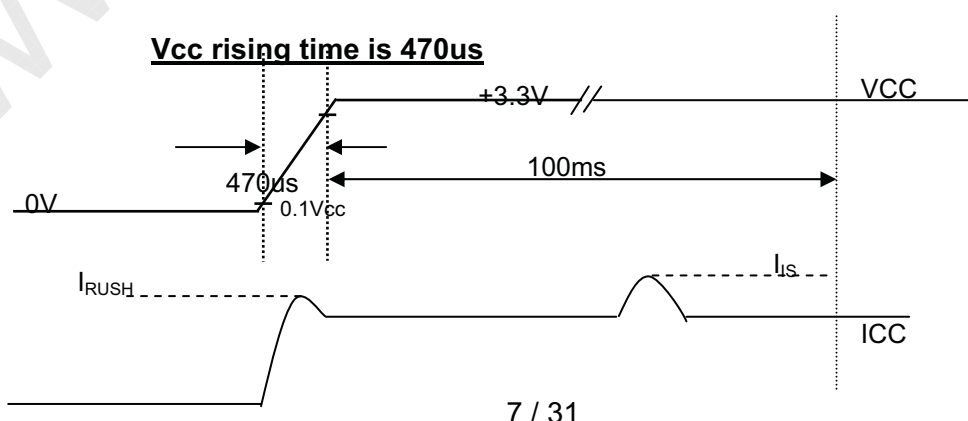 Vcc rising time is 470us
+3.3V
VCC
100ms
470us
0V
0.1Vcc
IRUSH
IIS
ICC
7 / 31